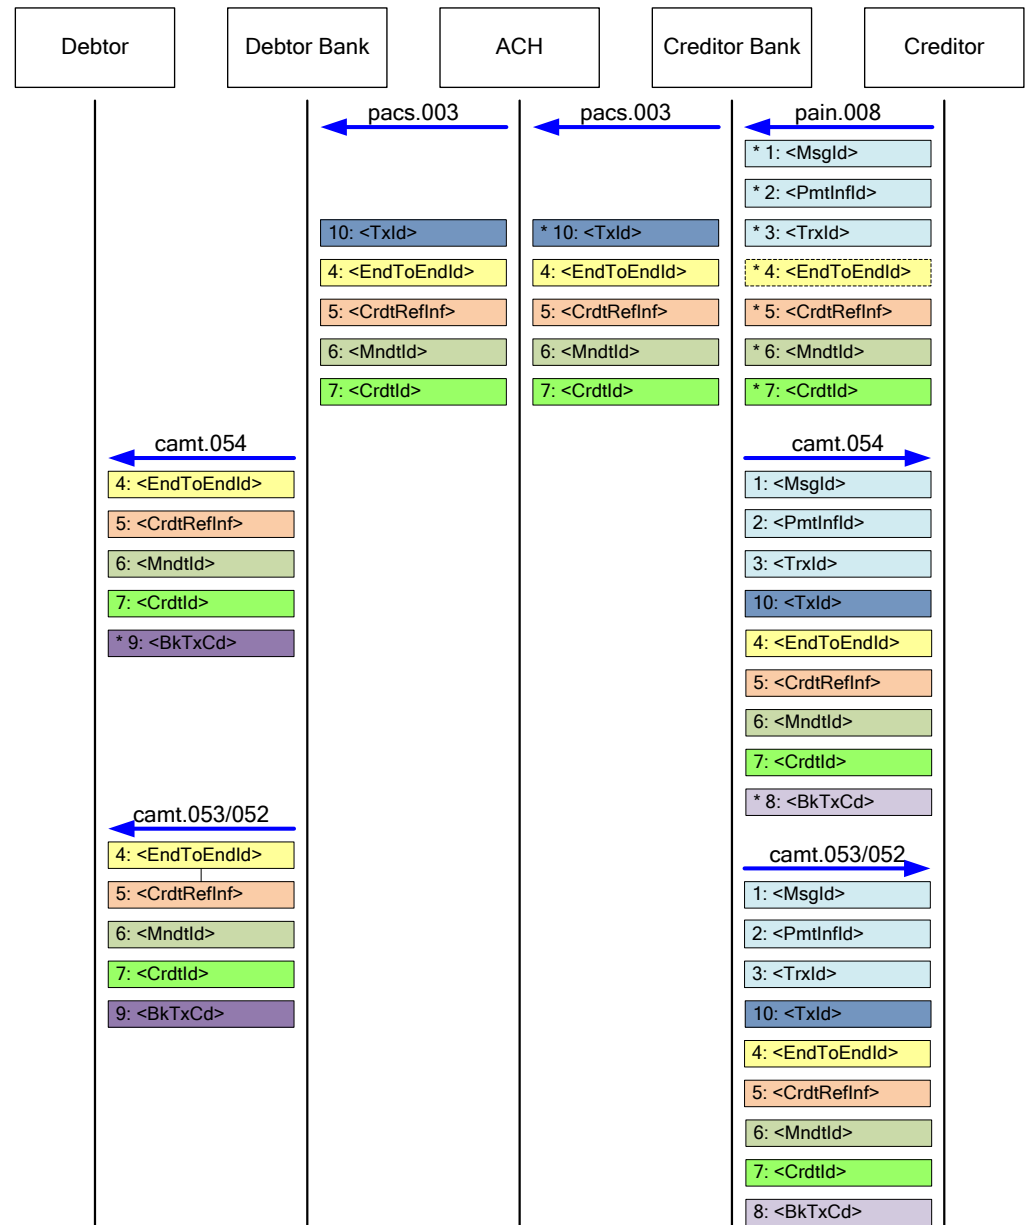 Debtor
Debtor Bank
ACH
Creditor Bank
Creditor
pacs.003
pacs.003
pain.008
* 1: <MsgId>
* 2: <PmtInfId>
10: <TxId>
* 10: <TxId>
* 3: <TrxId>
4: <EndToEndId>
4: <EndToEndId>
* 4: <EndToEndId>
5: <CrdtRefInf>
5: <CrdtRefInf>
* 5: <CrdtRefInf>
6: <MndtId>
6: <MndtId>
* 6: <MndtId>
7: <CrdtId>
7: <CrdtId>
* 7: <CrdtId>
camt.054
camt.054
4: <EndToEndId>
1: <MsgId>
5: <CrdtRefInf>
2: <PmtInfId>
6: <MndtId>
3: <TrxId>
7: <CrdtId>
10: <TxId>
* 9: <BkTxCd>
4: <EndToEndId>
5: <CrdtRefInf>
6: <MndtId>
7: <CrdtId>
* 8: <BkTxCd>
camt.053/052
camt.053/052
4: <EndToEndId>
1: <MsgId>
5: <CrdtRefInf>
2: <PmtInfId>
6: <MndtId>
3: <TrxId>
7: <CrdtId>
10: <TxId>
9: <BkTxCd>
4: <EndToEndId>
5: <CrdtRefInf>
6: <MndtId>
7: <CrdtId>
8: <BkTxCd>